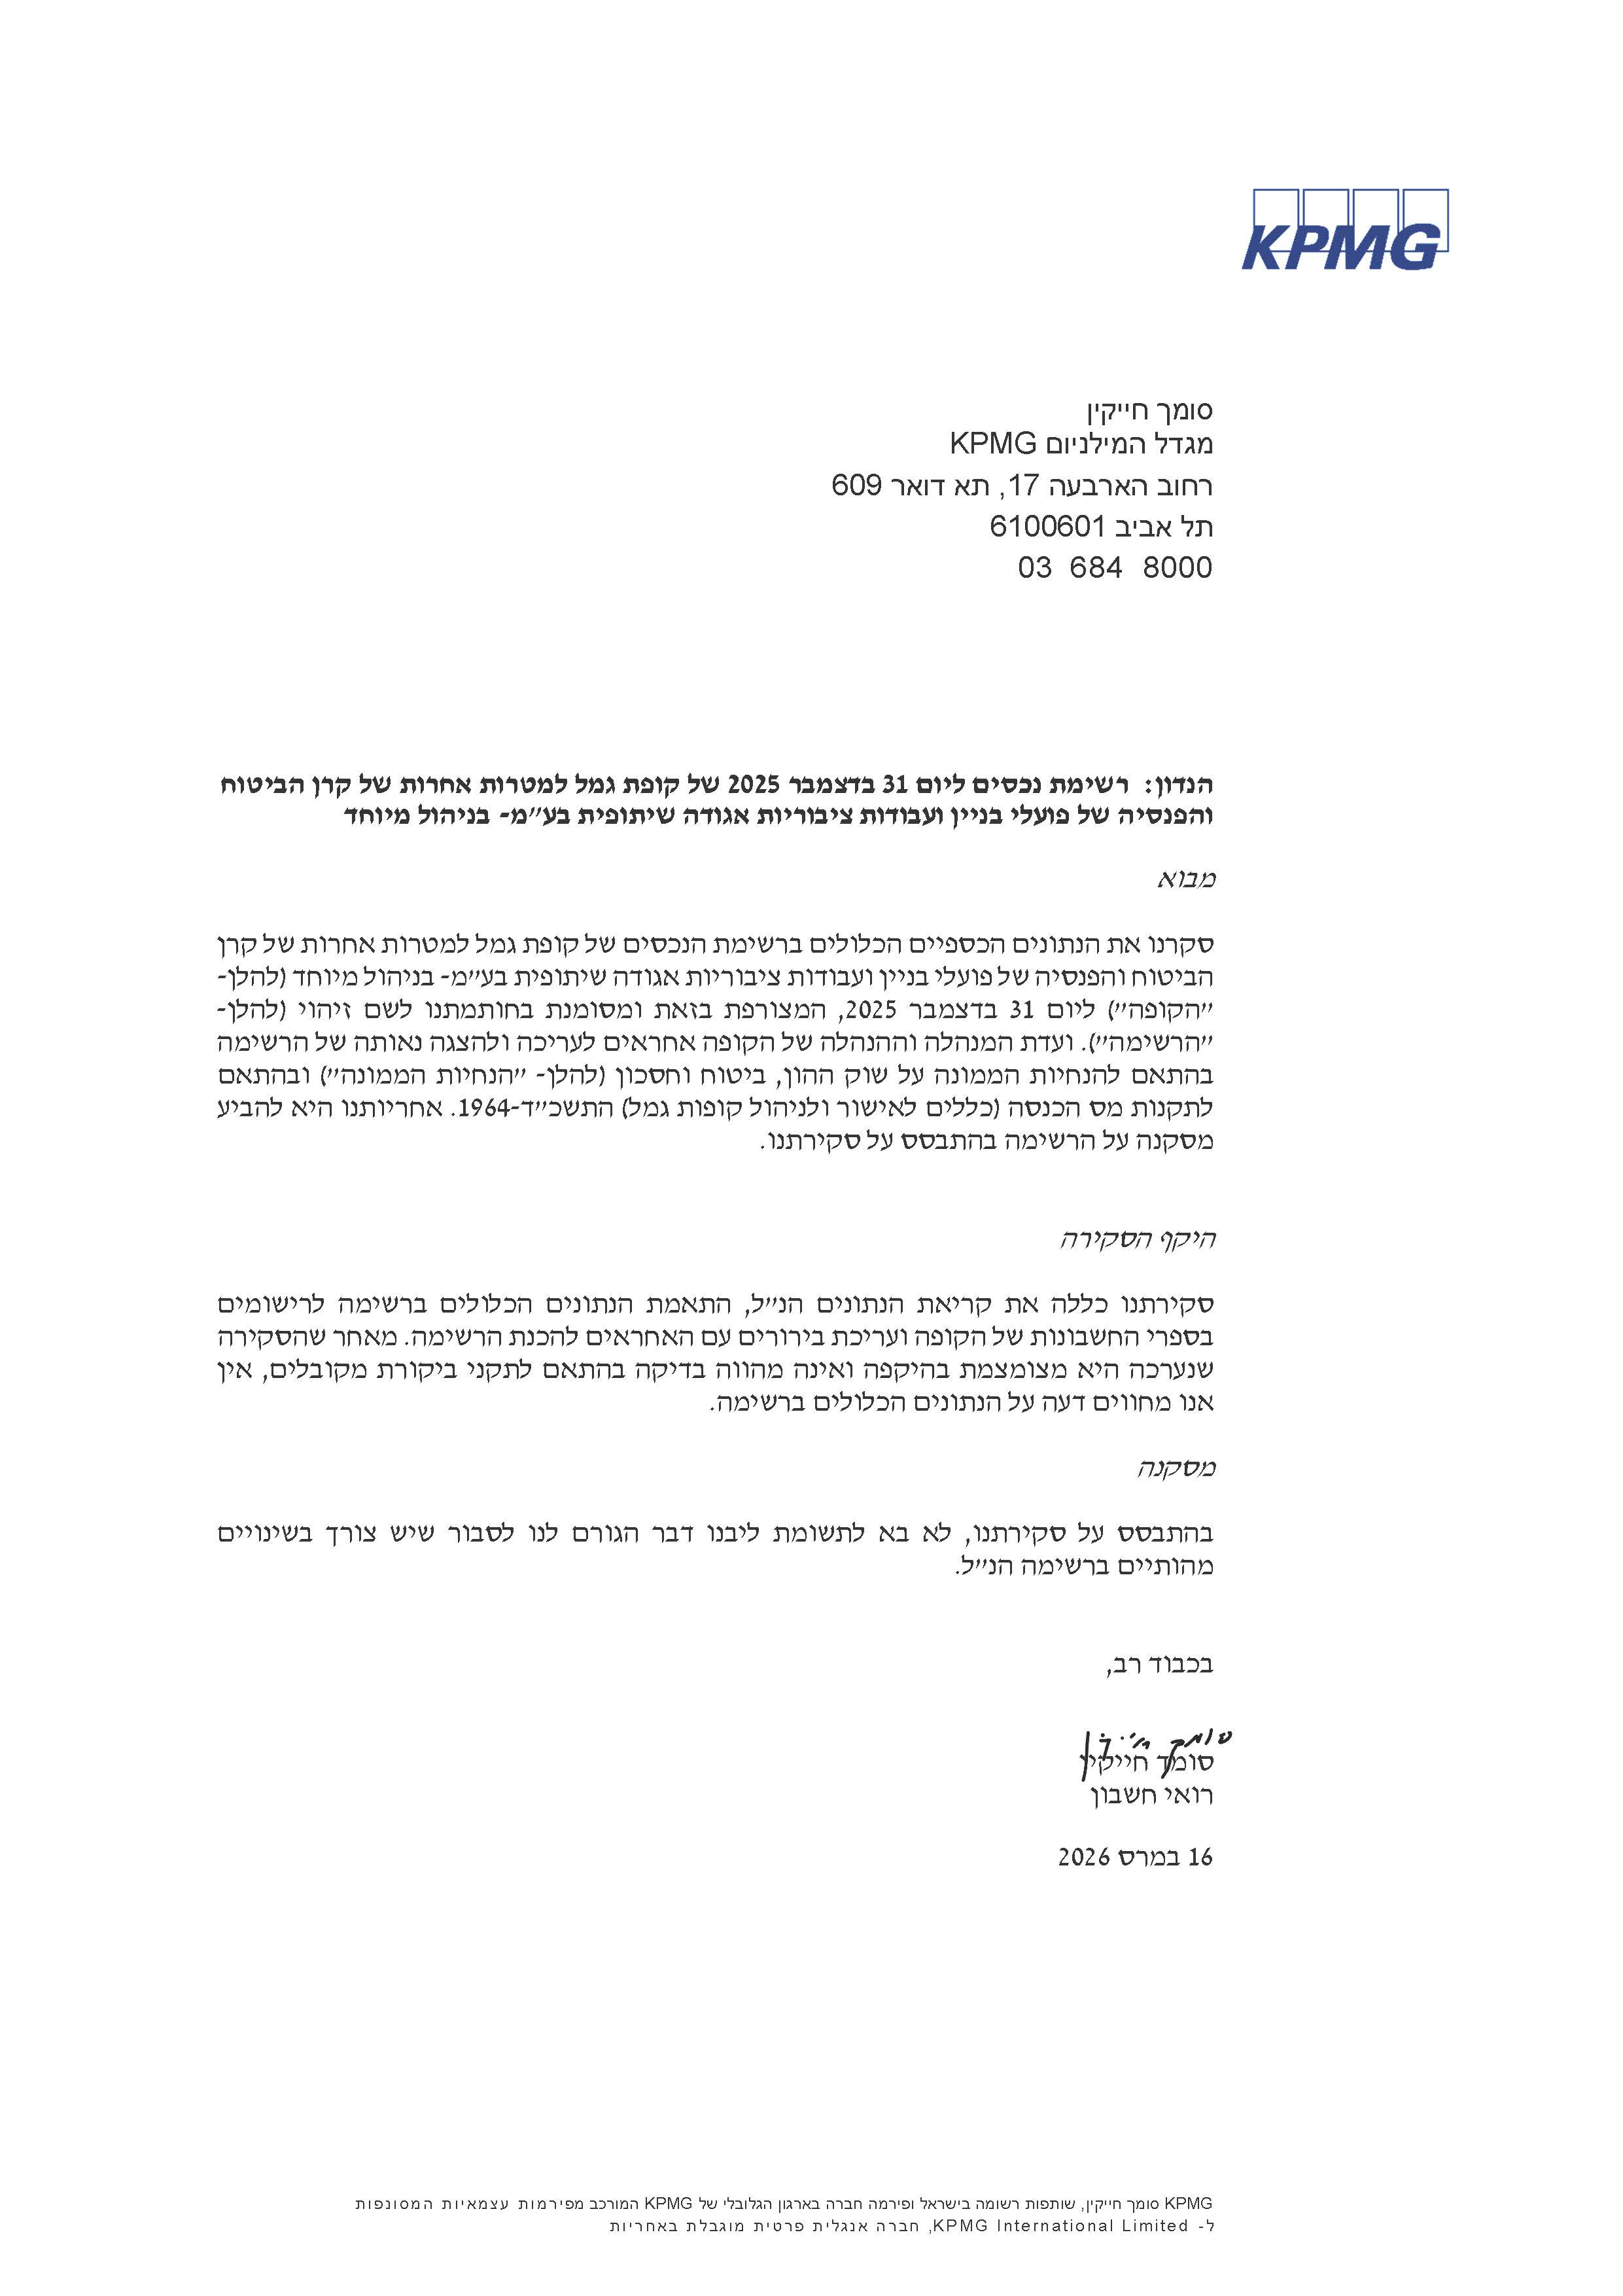 KPMG
סומך חייקין
מגדל המילניום KPMG
רחוב הארבעה 17, תא דואר 609
תל אביב 6100601
03 684 8000
הנדון: רשימת נכסים ליום 31 בדצמבר 2025 של קופת גמל למטרות אחרות של קרן הביטוח
והפנסיה של פועלי בניין ועבודות ציבוריות אגודה שיתופית בע"מ- בניהול מיוחד
מבוא
סקרנו את הנתונים הכספיים הכלולים ברשימת הנכסים של קופת גמל למטרות אחרות של קרן
הביטוח והפנסיה של פועלי בניין ועבודות ציבוריות אגודה שיתופית בע"מ- בניהול מיוחד (להלן-
"הקופה") ליום 31 בדצמבר 2025, המצורפת בזאת ומסומנת בחותמתנו לשם זיהוי (להלן-
"הרשימה"). ועדת המנהלה וההנהלה של הקופה אחראים לעריכה ולהצגה נאותה של הרשימה
בהתאם להנחיות הממונה על שוק ההון, ביטוח וחסכון (להלן- "הנחיות הממונה") ובהתאם
לתקנות מס הכנסה (כללים לאישור ולניהול קופות גמל) התשכ"ד-1964. אחריותנו היא להביע
מסקנה על הרשימה בהתבסס על סקירתנו.
היקף הסקירה
סקירתנו כללה את קריאת הנתונים הנ"ל, התאמת הנתונים הכלולים ברשימה לרישומים
בספרי החשבונות של הקופה ועריכת בירורים עם האחראים להכנת הרשימה. מאחר שהסקירה
שנערכה היא מצומצמת בהיקפה ואינה מהווה בדיקה בהתאם לתקני ביקורת מקובלים, אין
אנו מחווים דעה על הנתונים הכלולים ברשימה.
מסקנה
בהתבסס על סקירתנו, לא בא לתשומת ליבנו דבר הגורם לנו לסבור שיש צורך בשינויים
מהותיים ברשימה הנ"ל.
בכבוד רב,
סומך חייקין
סומך חייקין
רואי חשבון
16 במרס 2026
KPMG סומך חייקין, שותפות רשומה בישראל ופירמה חברה בארגון הגלובלי של KPMG המורכב מפירמות עצמאיות המסונפות
ל- KPMG International Limited, חברה אנגלית פרטית מוגבלת באחריות